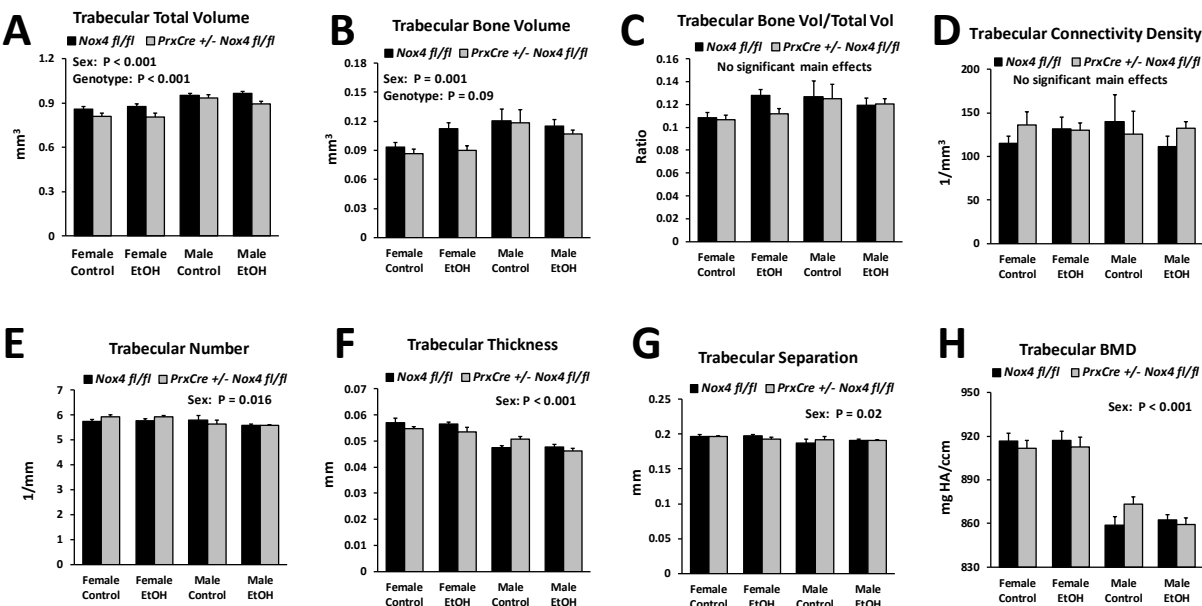 A
Trabecular Total Volume
Nox4 fl/fl PrxCre +/- Nox4 fl/fl
Sex: P < 0.001
Genotype: P < 0.001
mm³
1.2
0.9
0.6
0.3
0
Female Control
Female EtOH
Male Control
Male EtOH
B
Trabecular Bone Volume
Nox4 fl/fl PrxCre +/- Nox4 fl/fl
Sex: P = 0.001
Genotype: P = 0.09
mm³
0.18
0.15
0.12
0.09
0.06
0.03
0
Female Control
Female EtOH
Male Control
Male EtOH
C
Trabecular Bone Vol/Total Vol
Nox4 fl/fl PrxCre +/- Nox4 fl/fl
No significant main effects
Ratio
0.16
0.14
0.12
0.1
0.08
0.06
0.04
0.02
0
Female Control
Female EtOH
Male Control
Male EtOH
D
Trabecular Connectivity Density
Nox4 fl/fl PrxCre +/- Nox4 fl/fl
No significant main effects
1/mm³
200
150
100
50
0
Female Control
Female EtOH
Male Control
Male EtOH
E
Trabecular Number
Nox4 fl/fl PrxCre +/- Nox4 fl/fl
Sex: P = 0.016
1/mm
7
6
5
4
3
2
1
0
Female Control
Female EtOH
Male Control
Male EtOH
F
Trabecular Thickness
Nox4 fl/fl PrxCre +/- Nox4 fl/fl
Sex: P < 0.001
mm
0.07
0.06
0.05
0.04
0.03
0.02
0.01
0.00
Female Control
Female EtOH
Male Control
Male EtOH
G
Trabecular Separation
Nox4 fl/fl PrxCre +/- Nox4 fl/fl
Sex: P = 0.02
mm
0.25
0.2
0.15
0.1
0.05
0
Female Control
Female EtOH
Male Control
Male EtOH
H
Trabecular BMD
Nox4 fl/fl PrxCre +/- Nox4 fl/fl
Sex: P < 0.001
mg HA/ccm
950
920
890
860
830
Female Control
Female EtOH
Male Control
Male EtOH